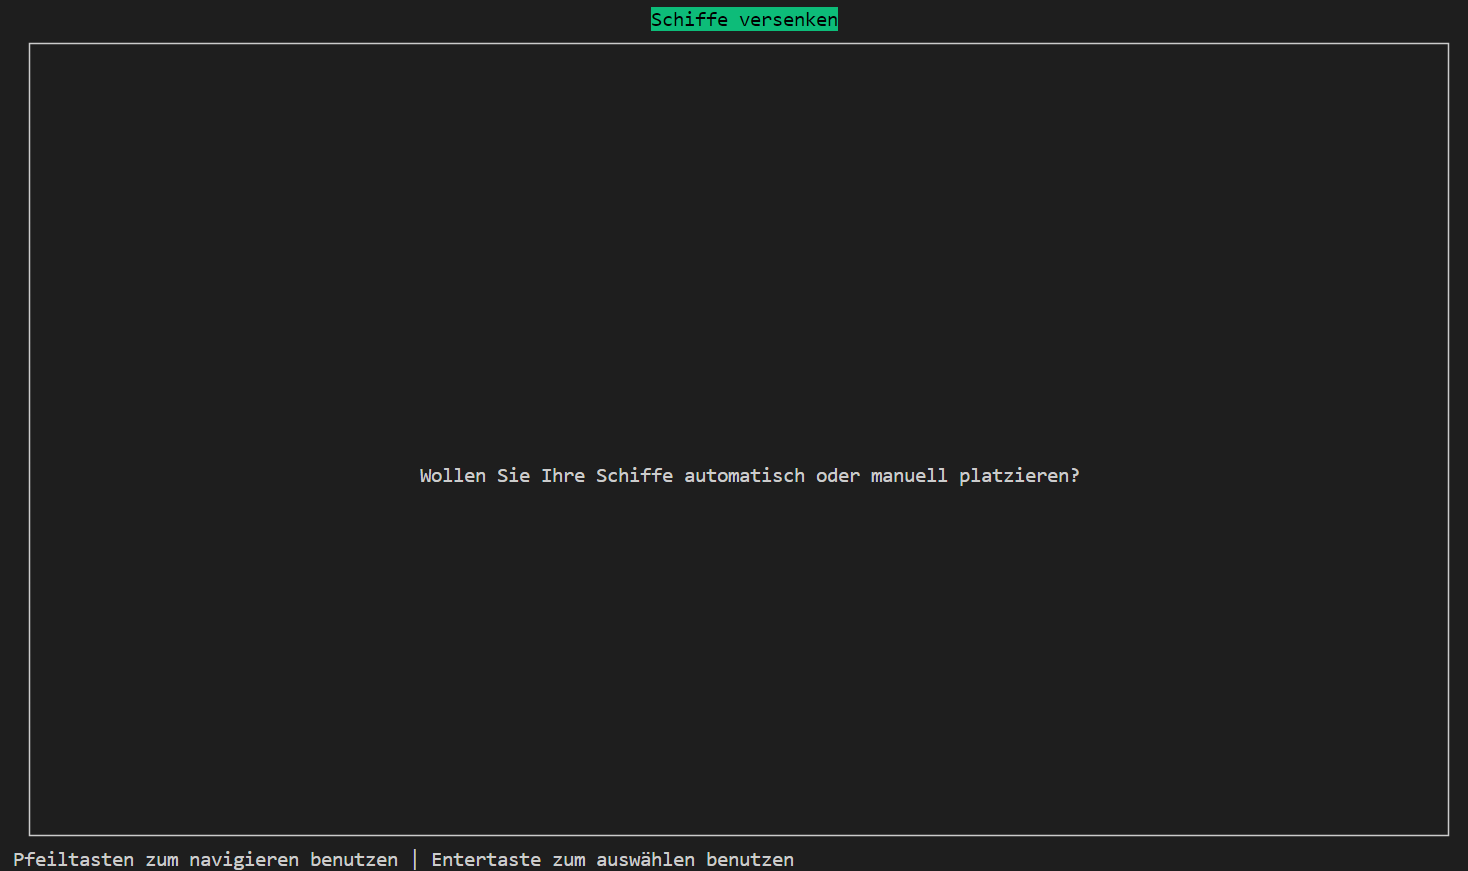 Schiffe versenken
Wollen Sie Ihre Schiffe automatisch oder manuell platzieren?
Pfeiltasten zum navigieren benutzen | Entertaste zum auswählen benutzen